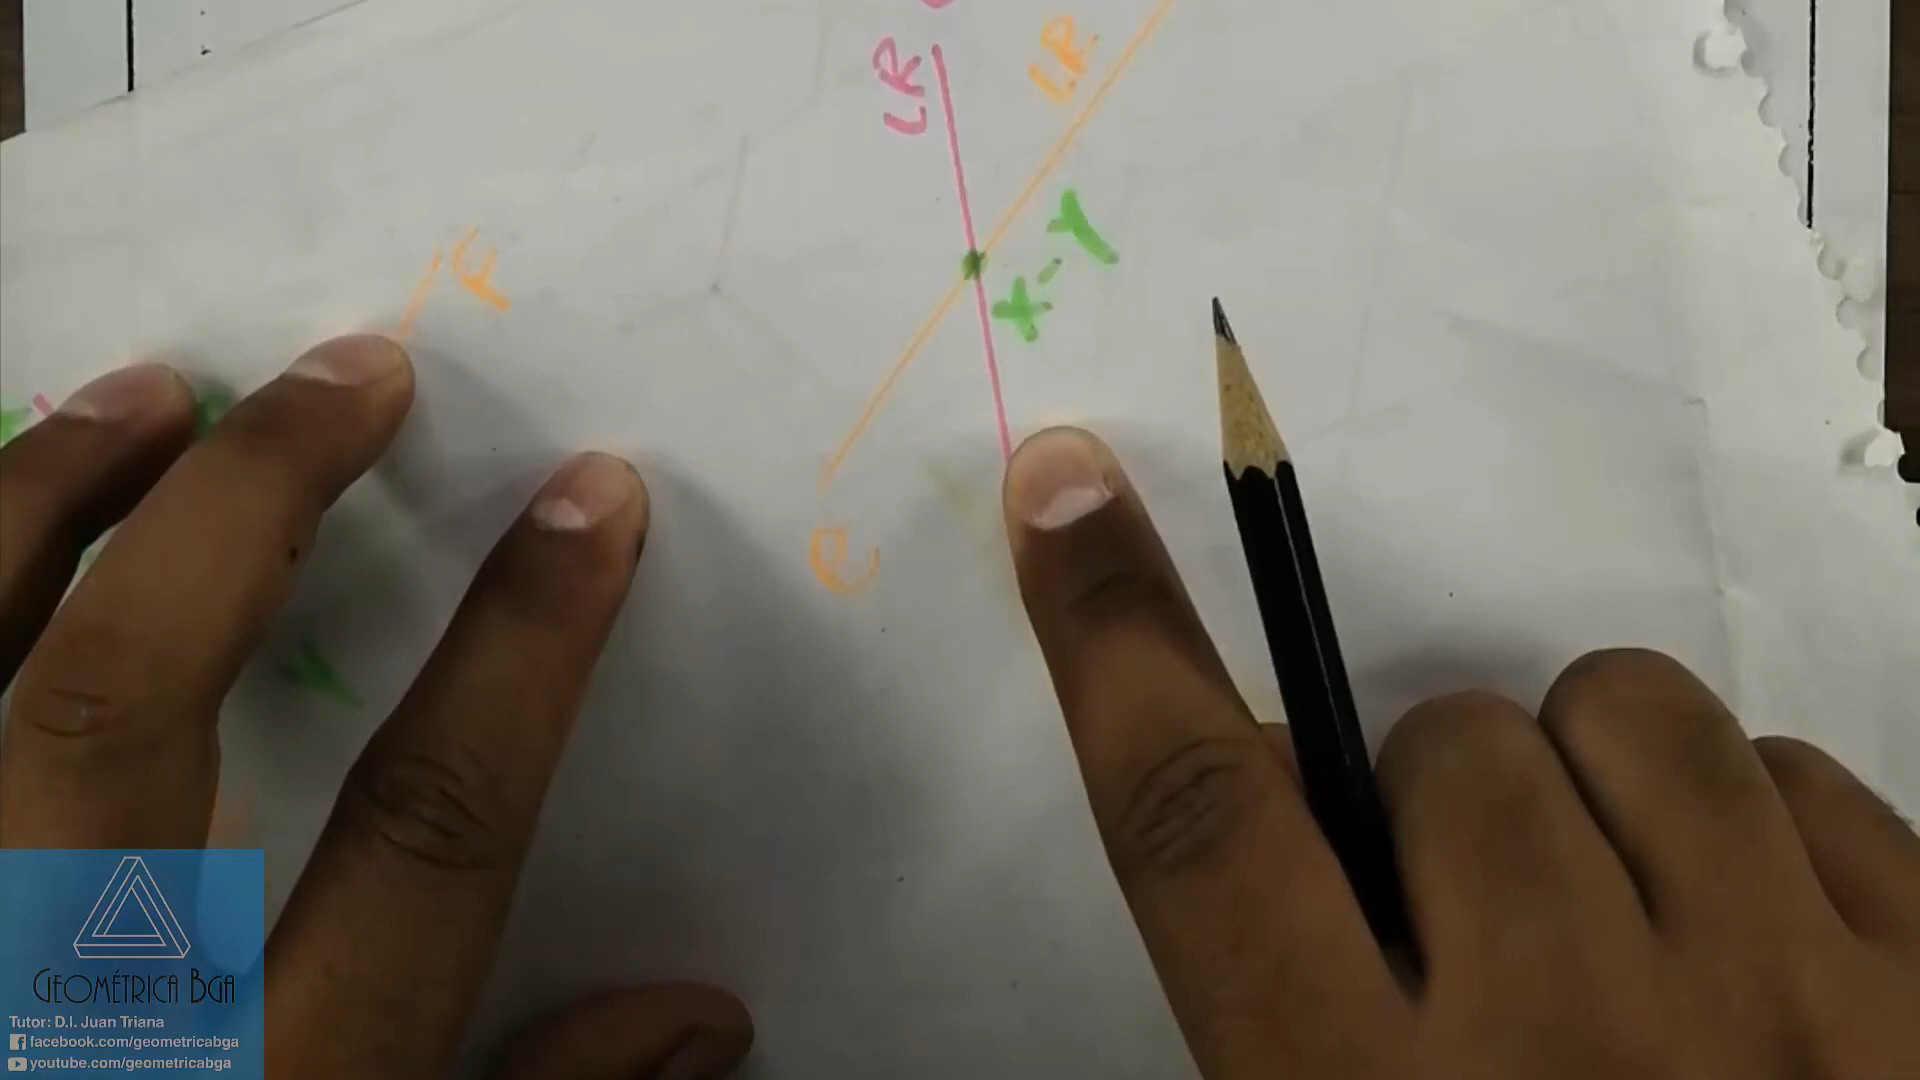 LR
LR
X-Y
F
GEOMÉTRICA BGA
Tutor: D.I. Juan Triana
facebook.com/geometricabga
youtube.com/geometricabga